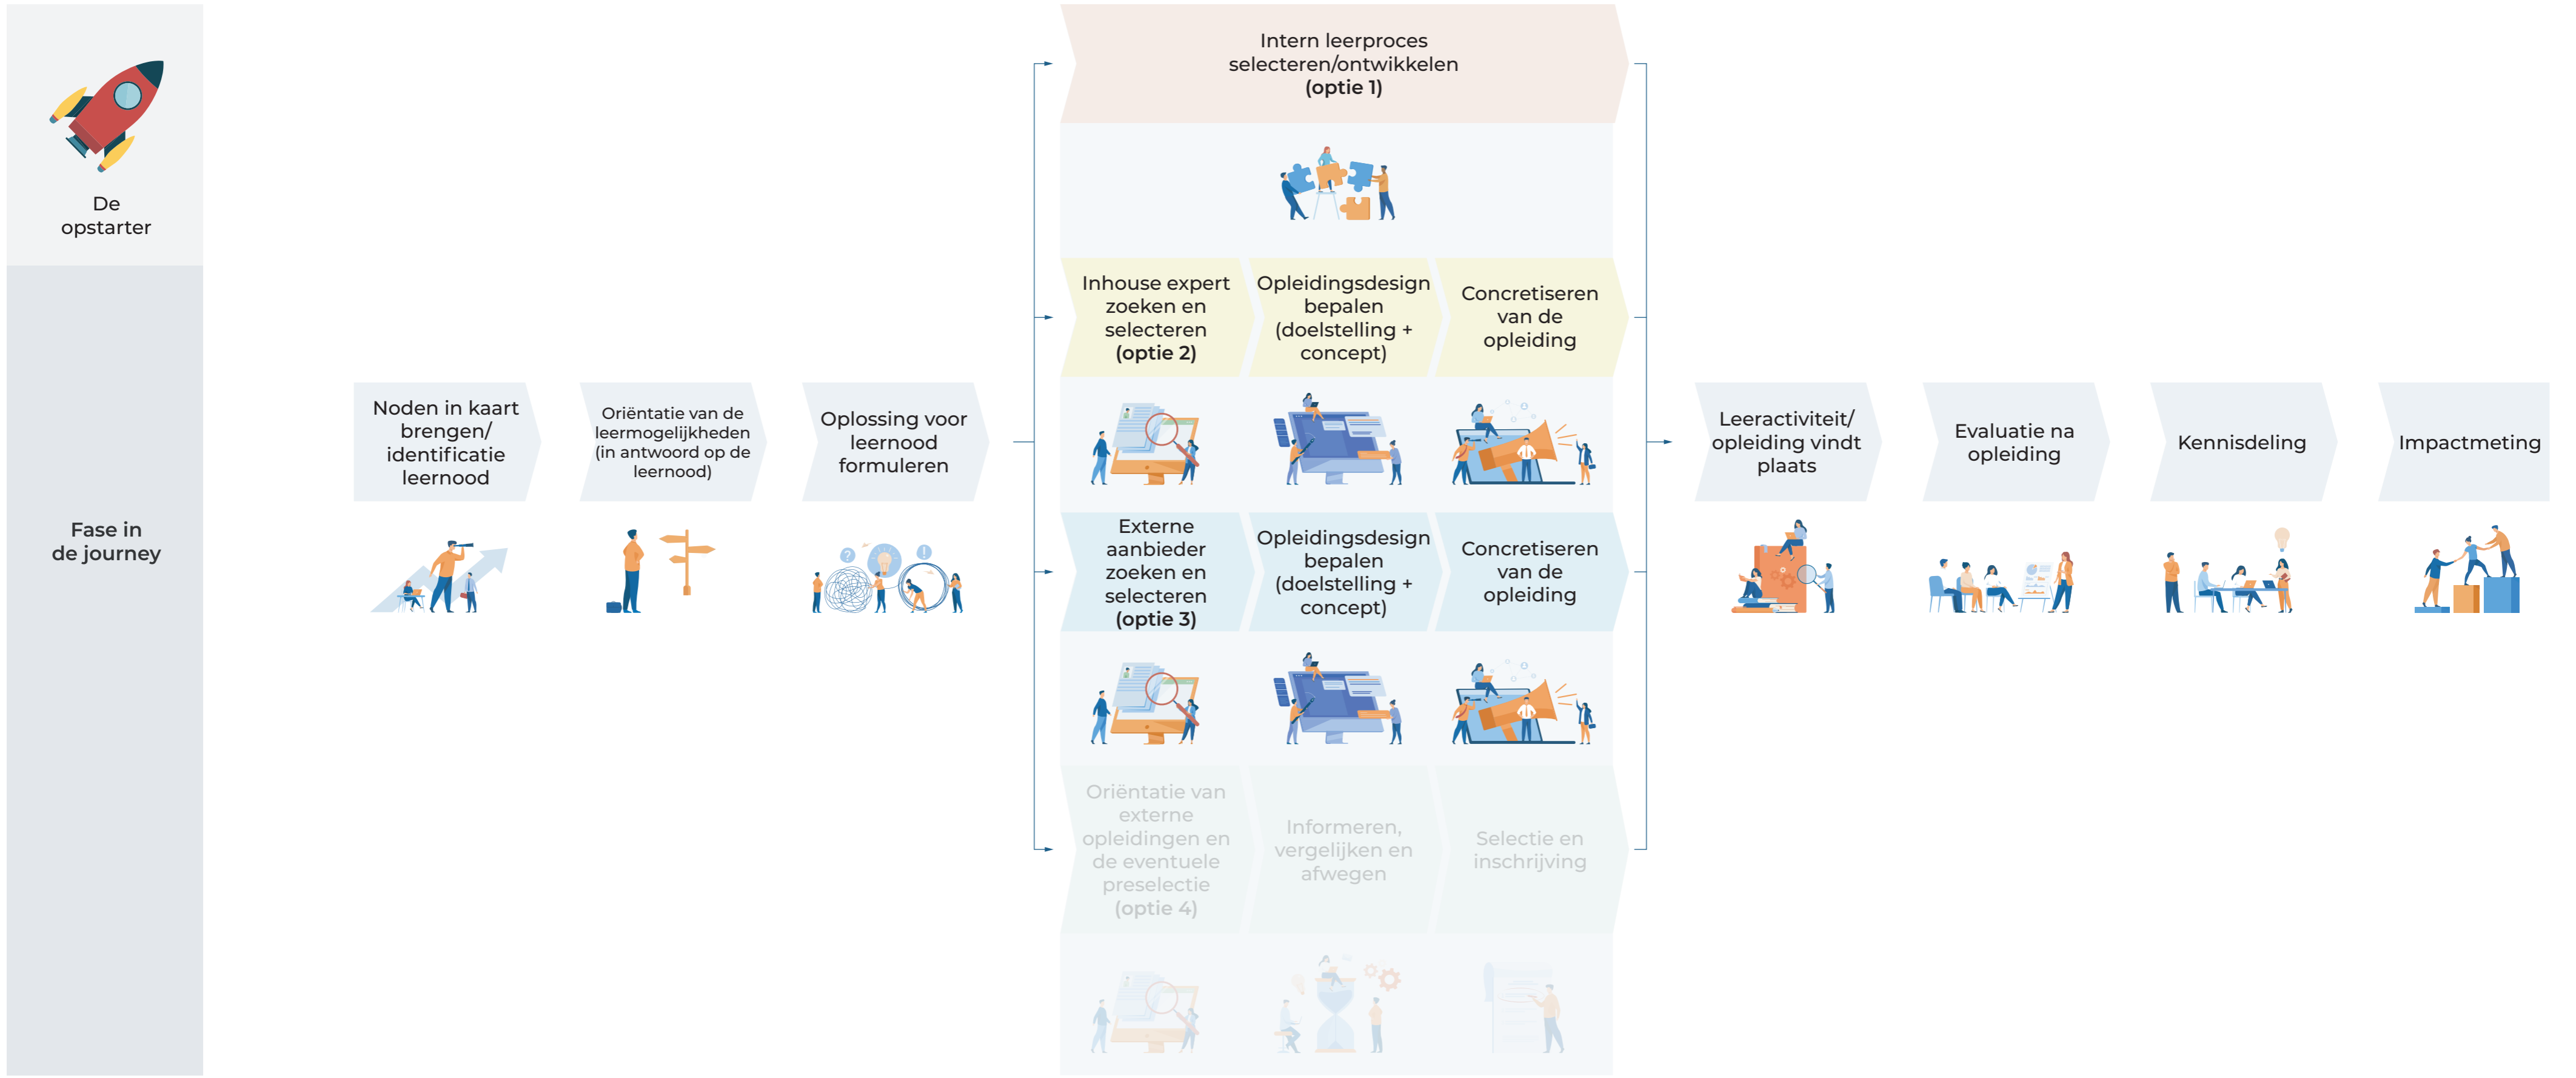 De
opstarter
Fase in
de journey
Noden in kaart
brengen/
identificatie
leernood
Oriëntatie van de
leermogelijkheden
(in antwoord op de
leernood)
Oplossing voor
leernood
formuleren
Intern leerproces
selecteren/ontwikkelen
(optie 1)
Inhouse expert
zoeken en
selecteren
(optie 2)
Opleidingsdesign
bepalen
(doelstelling +
concept)
Concretiseren
van de
opleiding
Externe
aanbieder
zoeken en
selecteren
(optie 3)
Opleidingsdesign
bepalen
(doelstelling +
concept)
Concretiseren
van de
opleiding
Oriëntatie van
externe
opleidingen en
de eventuele
preselectie
(optie 4)
Informeren,
vergelijken en
afwegen
Selectie en
inschrijving
Leeractiviteit/
opleiding vindt
plaats
Evaluatie na
opleiding
Kennisdeling
Impactmeting